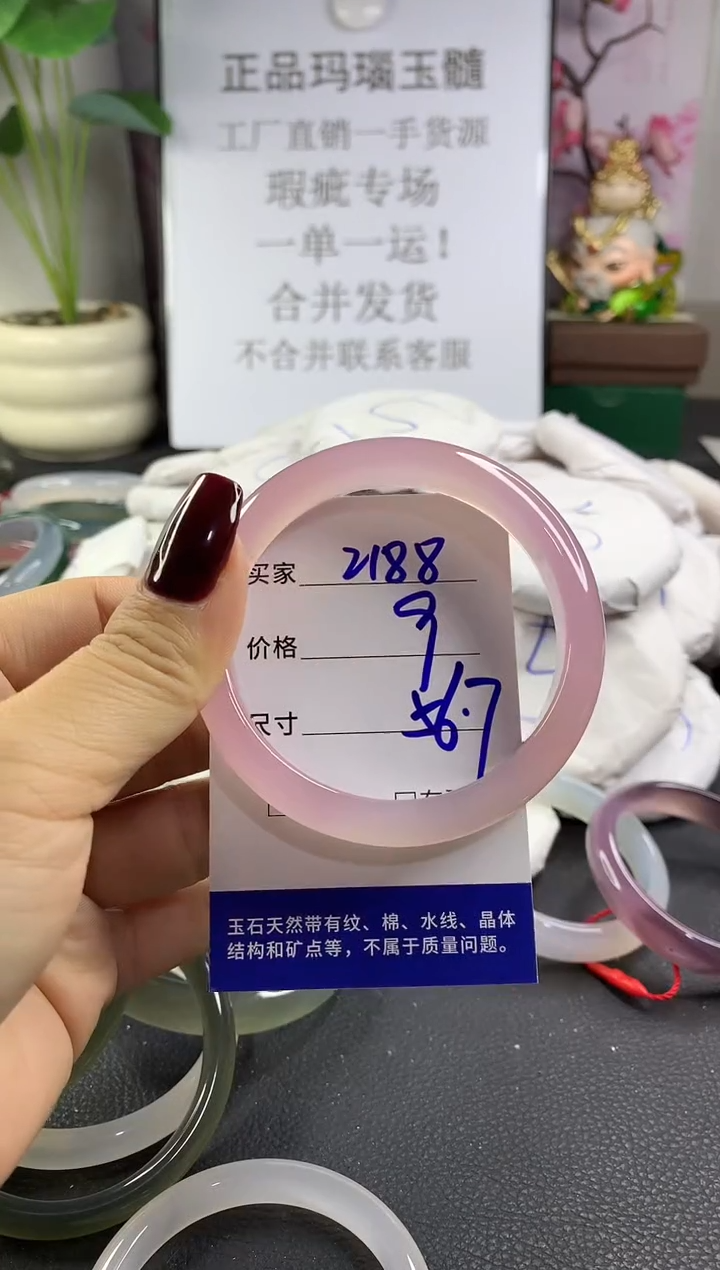 正品玛瑙玉髓
工厂直销一手货源
瑕疵专场
一单一运！
合并发货
不合并联系客服
买家 2188
价格 9
尺寸 56.7
玉石天然带有纹、棉、水线、晶体
结构和矿点等，不属于质量问题。